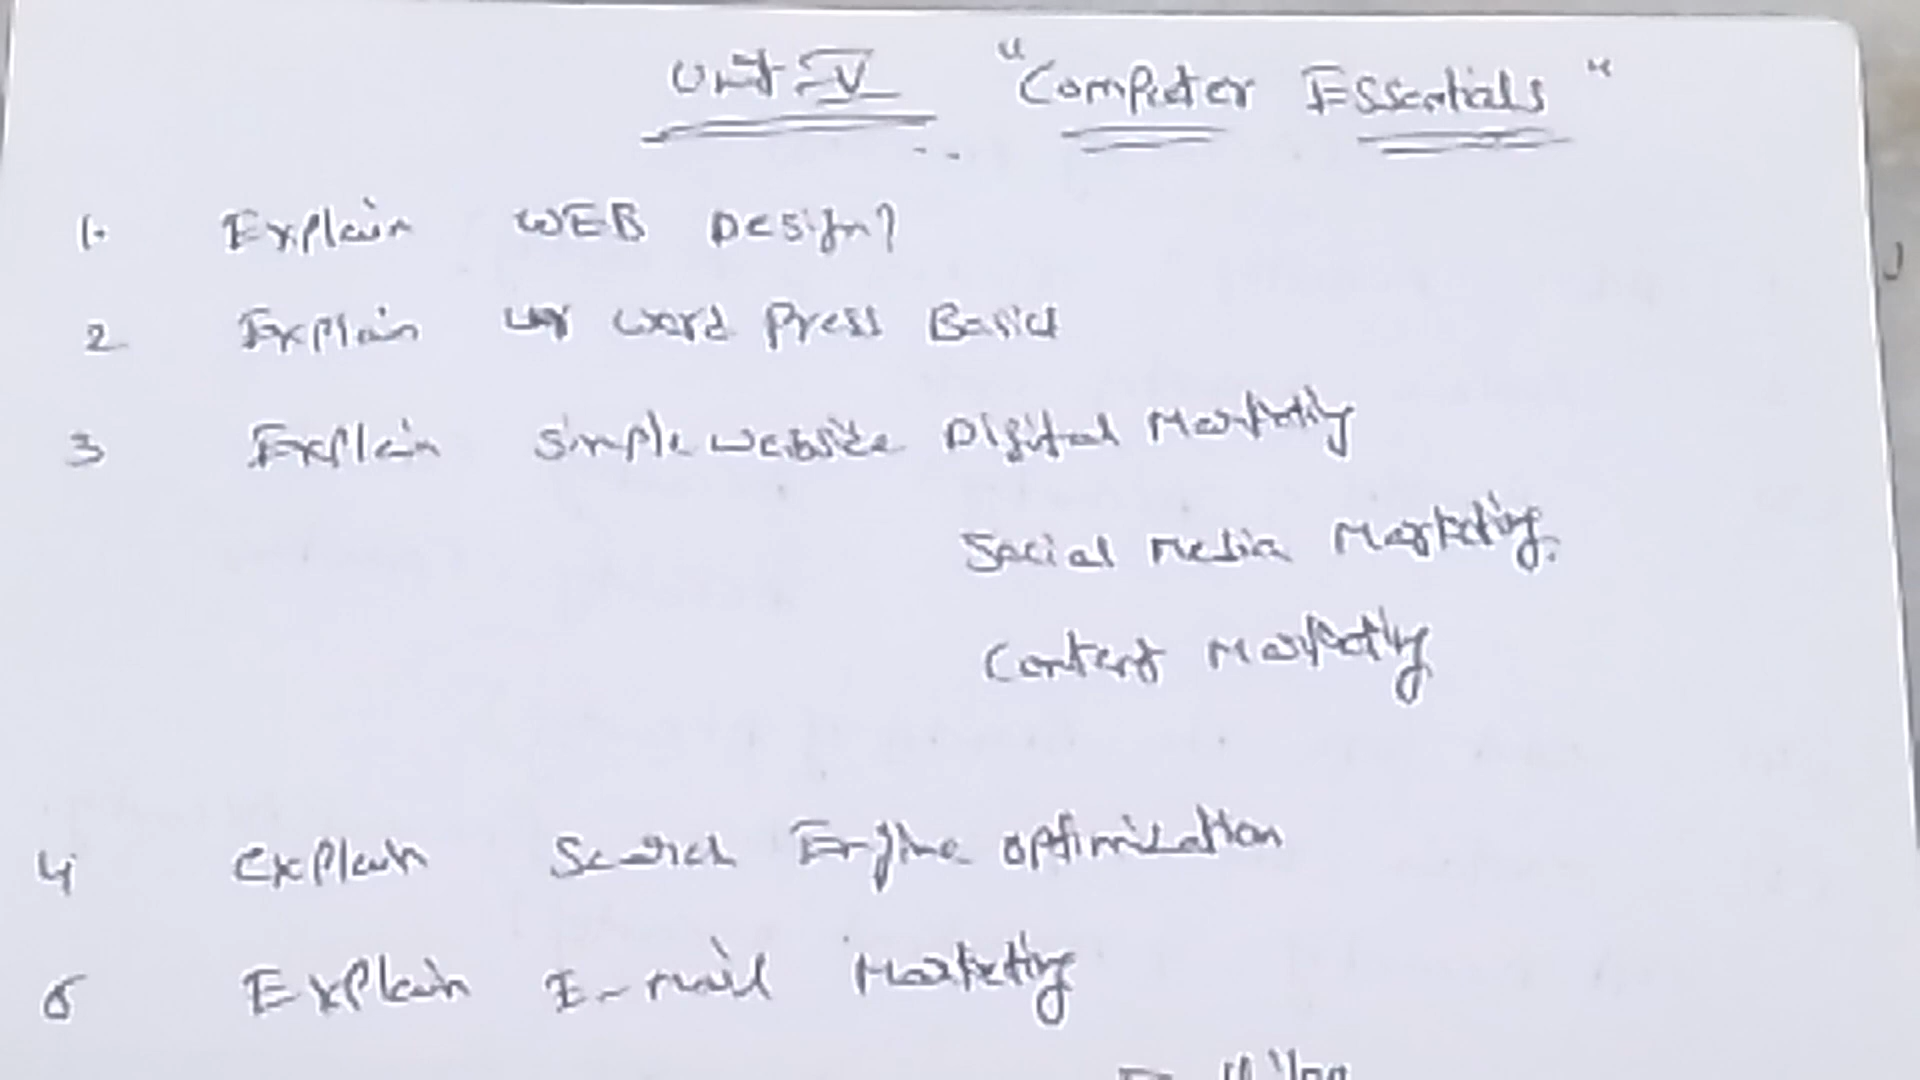 Unit-IV "Computer Essentials"
1. Explain WEB Design?
2 Explain Word Press Basics
3 Explain Simple website Digital Marketing
Social Media Marketing.
Content Marketing
4 explain Search Engine optimization
5 Explain E-mail Marketing